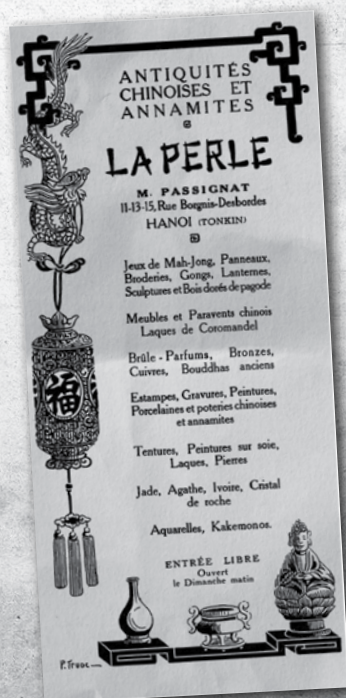 ANTIQUITÉS
CHINOISES ET
ANNAMITES
LA PERLE
M. PASSIGNAT
11-13-15, Rue Borgnis-Desbordes
HANOI (TONKIN)
Jeux de Mah-Jong, Panneaux,
Broderies, Gongs, Lanternes,
Sculptures et Bois dorés de pagode
Meubles et Paravents chinois
Laques de Coromandel
Brûle-Parfums, Bronzes,
Cuivres, Bouddhas anciens
Estampes, Gravures, Peintures,
Porcelaines et poteries chinoises
et annamites
Tentures, Peintures sur soie,
Laques, Pierres
Jade, Agathe, Ivoire, Cristal
de roche
Aquarelles, Kakemonos.
ENTRÉE LIBRE
Ouvert
le Dimanche matin
福